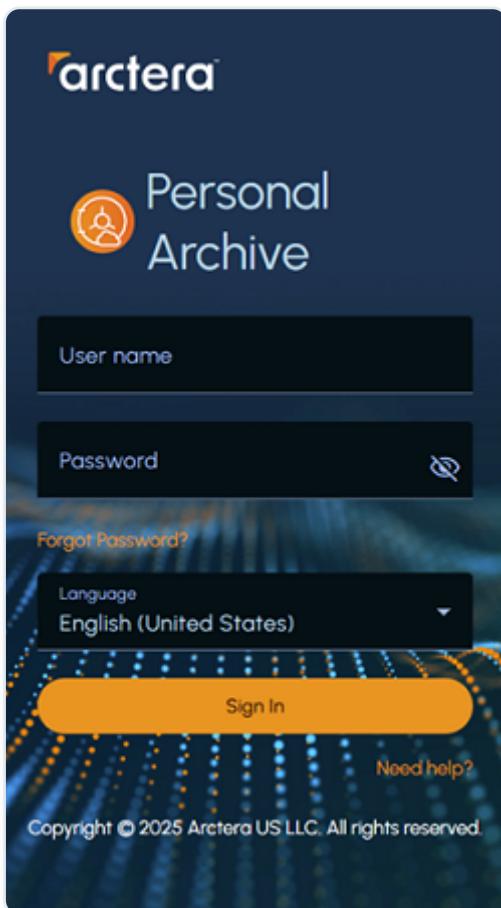 arctera
Personal
Archive
User name
Password
Forgot Password?
Language
English (United States)
Sign In
Need help?
Copyright © 2025 Arctera US LLC. All rights reserved.